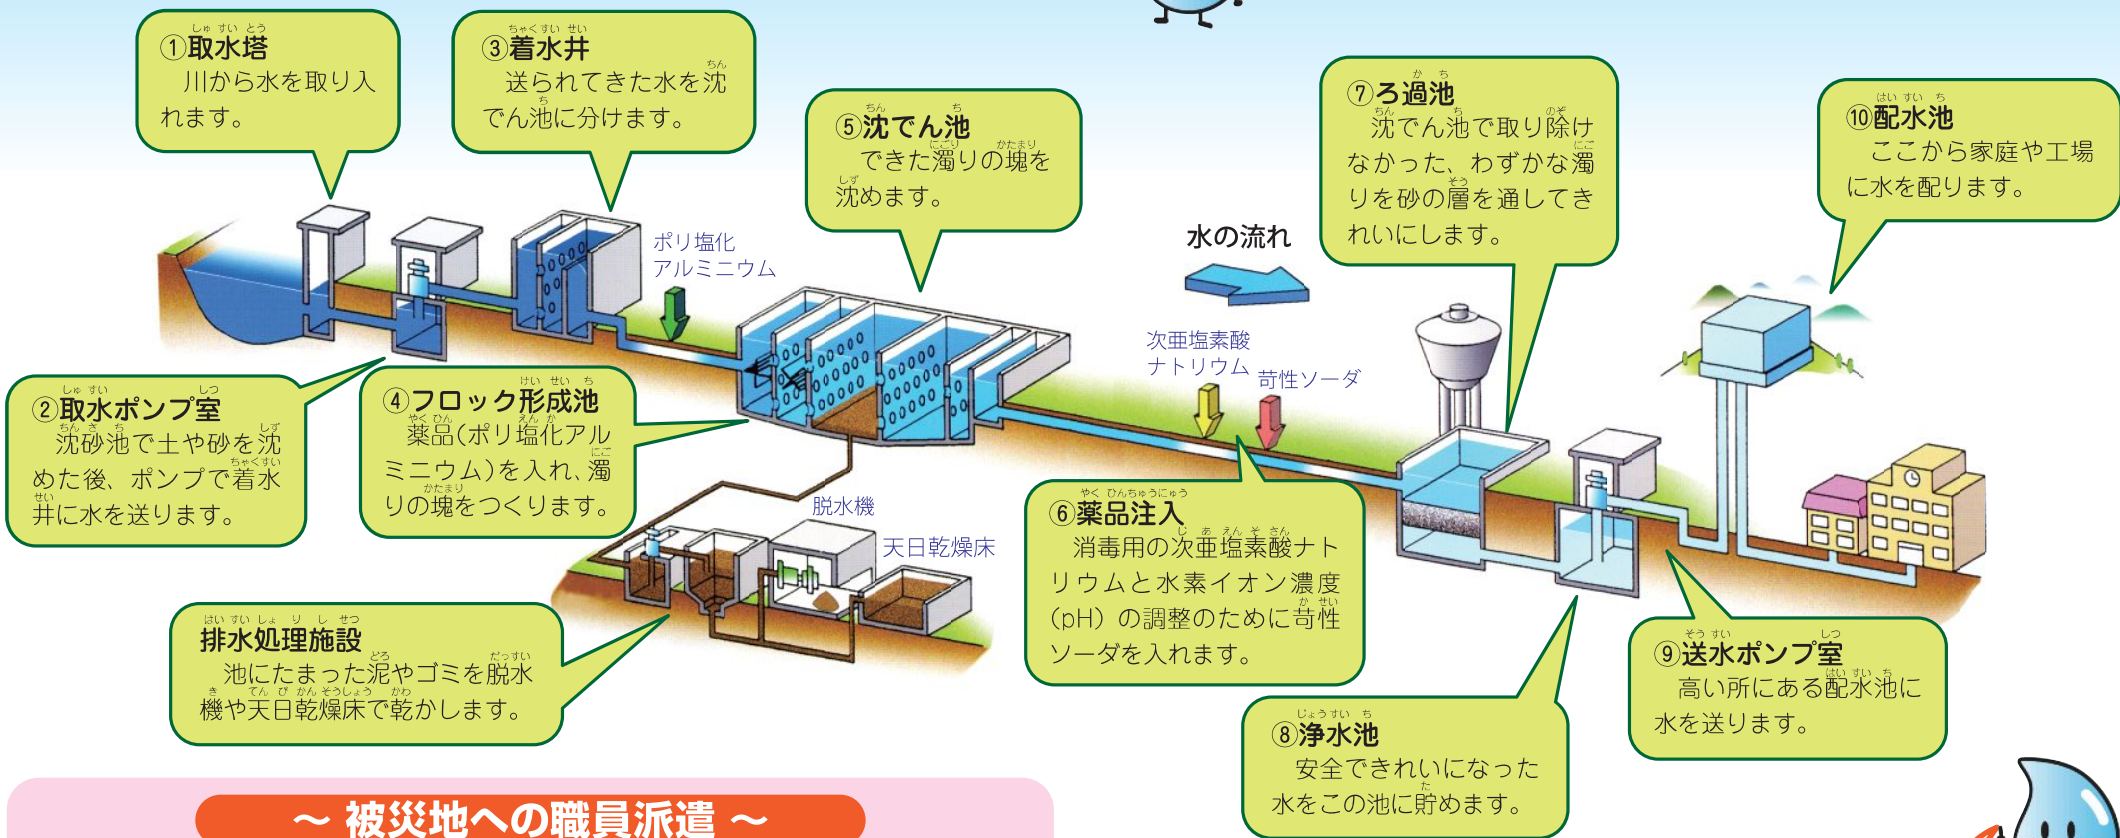 ①取水塔
川から水を取り入
れます。
②取水ポンプ室
沈砂池で土や砂を沈
めた後、ポンプで着水
井に水を送ります。
③着水井
送られてきた水を沈
でん池に分けます。
ポリ塩化
アルミニウム
④フロック形成池
薬品(ポリ塩化アル
ミニウム)を入れ、濁
りの塊をつくります。
⑤沈でん池
できた濁りの塊を
沈めます。
水の流れ
次亜塩素酸
ナトリウム
苛性ソーダ
⑥薬品注入
消毒用の次亜塩素酸ナト
リウムと水素イオン濃度
(pH)の調整のために苛性
ソーダを入れます。
⑦ろ過池
沈でん池で取り除け
なかった、わずかな濁
りを砂の層を通してき
れいにします。
⑧浄水池
安全できれいになった
水をこの池に貯めます。
⑨送水ポンプ室
高い所にある配水池に
水を送ります。
⑩配水池
ここから家庭や工場
に水を配ります。
脱水機
天日乾燥床
排水処理施設
池にたまった泥やゴミを脱水
機や天日乾燥床で乾かします。
~ 被災地への職員派遣 ~